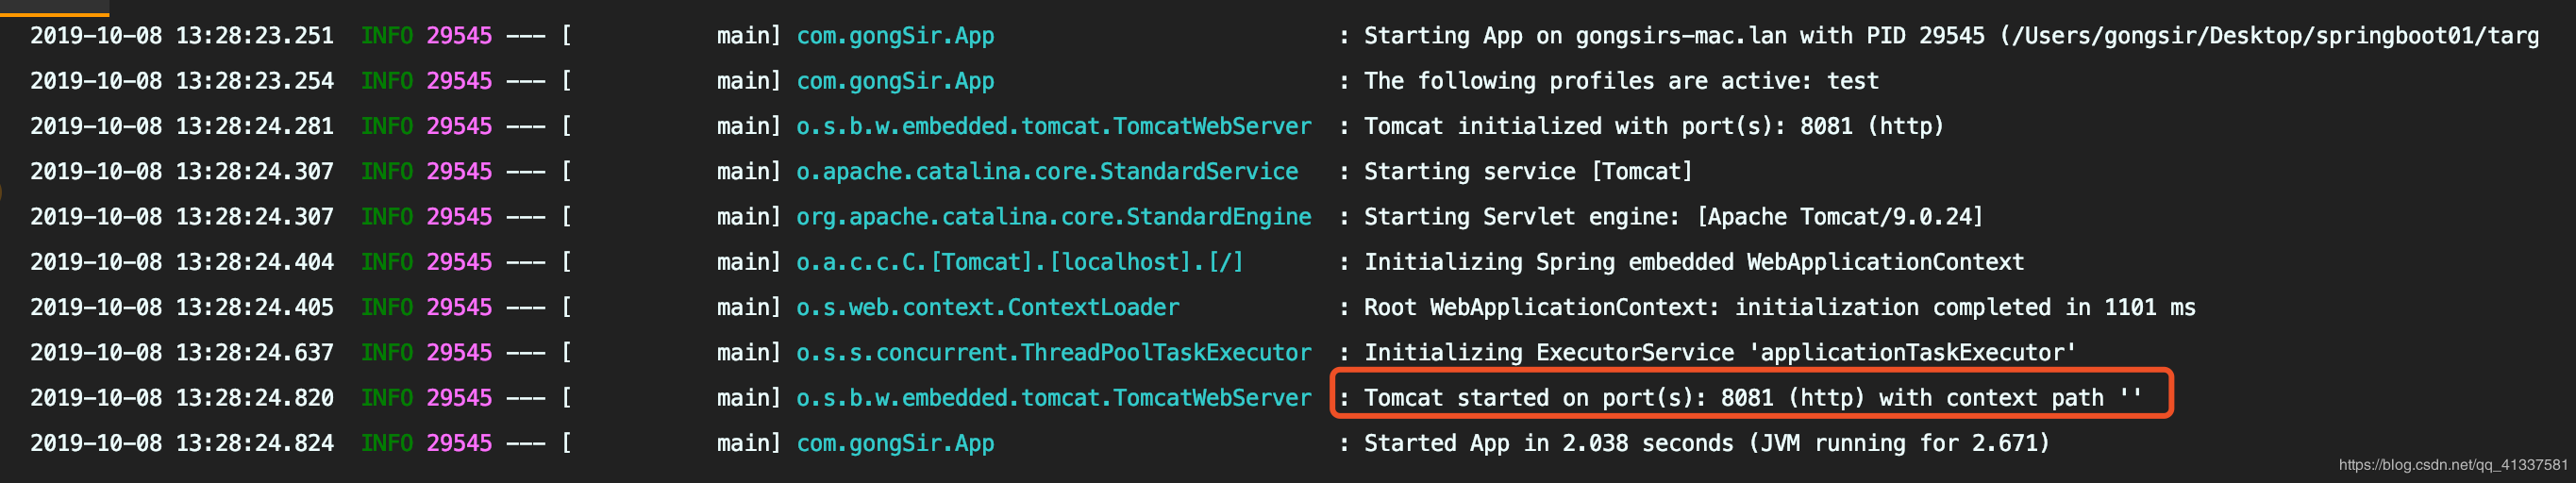 2019-10-08 13:28:23.251  INFO 29545 --- [           main] com.gongSir.App                          : Starting App on gongsirs-mac.lan with PID 29545 (/Users/gongsir/Desktop/springboot01/targ
2019-10-08 13:28:23.254  INFO 29545 --- [           main] com.gongSir.App                          : The following profiles are active: test
2019-10-08 13:28:24.281  INFO 29545 --- [           main] o.s.b.w.embedded.tomcat.TomcatWebServer  : Tomcat initialized with port(s): 8081 (http)
2019-10-08 13:28:24.307  INFO 29545 --- [           main] o.apache.catalina.core.StandardService   : Starting service [Tomcat]
2019-10-08 13:28:24.307  INFO 29545 --- [           main] org.apache.catalina.core.StandardEngine  : Starting Servlet engine: [Apache Tomcat/9.0.24]
2019-10-08 13:28:24.404  INFO 29545 --- [           main] o.a.c.c.C.[Tomcat].[localhost].[/]       : Initializing Spring embedded WebApplicationContext
2019-10-08 13:28:24.405  INFO 29545 --- [           main] o.s.web.context.ContextLoader            : Root WebApplicationContext: initialization completed in 1101 ms
2019-10-08 13:28:24.637  INFO 29545 --- [           main] o.s.s.concurrent.ThreadPoolTaskExecutor  : Initializing ExecutorService 'applicationTaskExecutor'
2019-10-08 13:28:24.820  INFO 29545 --- [           main] o.s.b.w.embedded.tomcat.TomcatWebServer  : Tomcat started on port(s): 8081 (http) with context path ''
2019-10-08 13:28:24.824  INFO 29545 --- [           main] com.gongSir.App                          : Started App in 2.038 seconds (JVM running for 2.671)
https://blog.csdn.net/qq_41337581